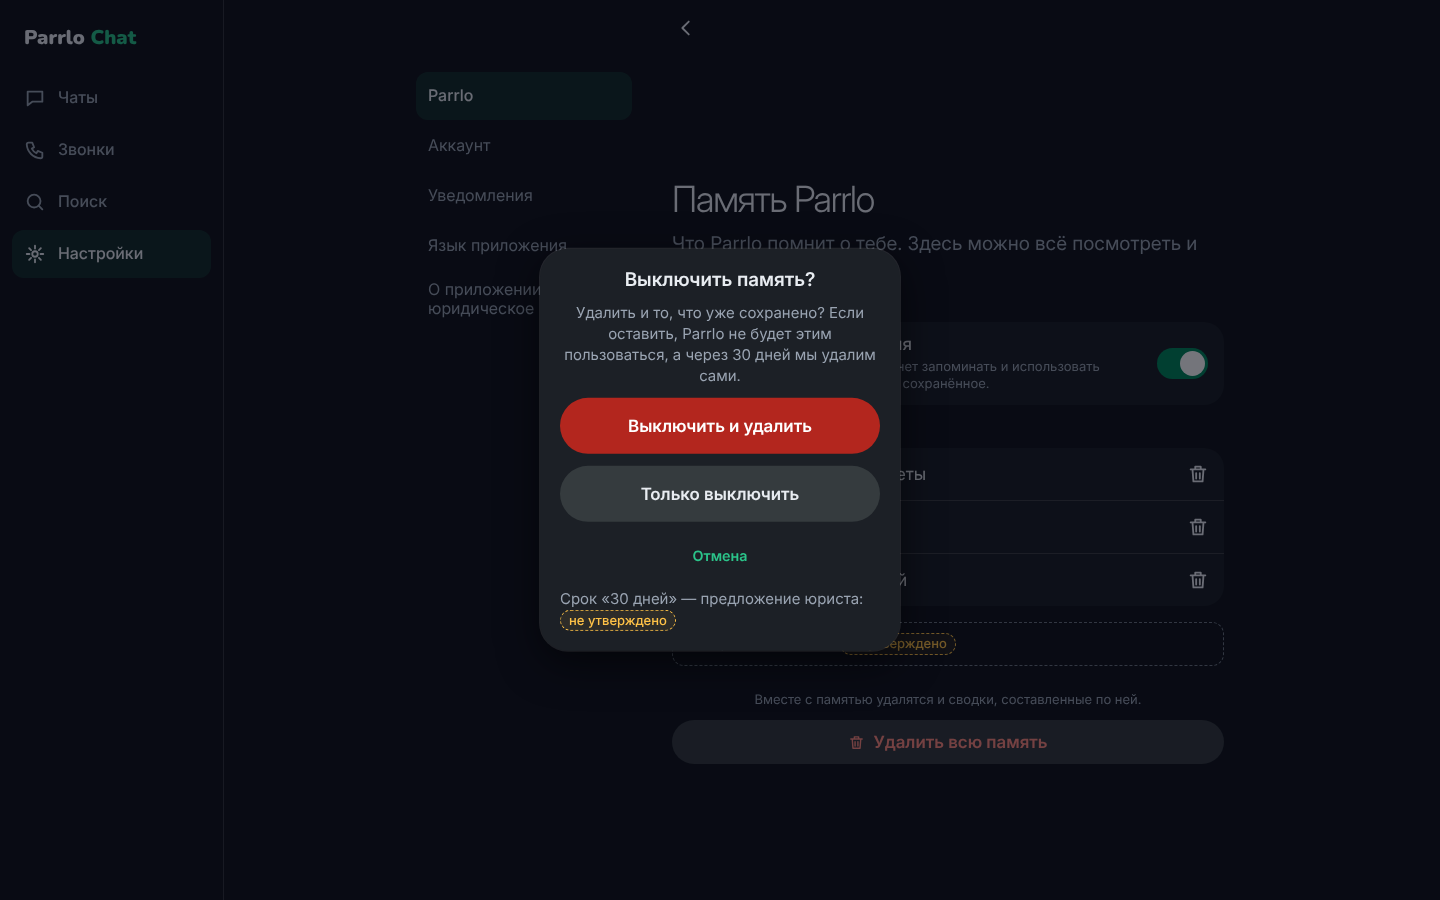 Parrlo Chat
Чаты
Звонки
Поиск
Настройки
Parrlo
Аккаунт
Уведомления
Язык приложения
О приложении
юридическое
Память Parrlo
Что Parrlo помнит о тебе. Здесь можно всё посмотреть и
запоминать и использовать
сохранённое.
Выключить память?
Удалить и то, что уже сохранено? Если
оставить, Parrlo не будет этим
пользоваться, а через 30 дней мы удалим
сами.
Выключить и удалить
Только выключить
Отмена
Срок «30 дней» — предложение юриста:
не утверждено
Вместе с памятью удалятся и сводки, составленные по ней.
Удалить всю память